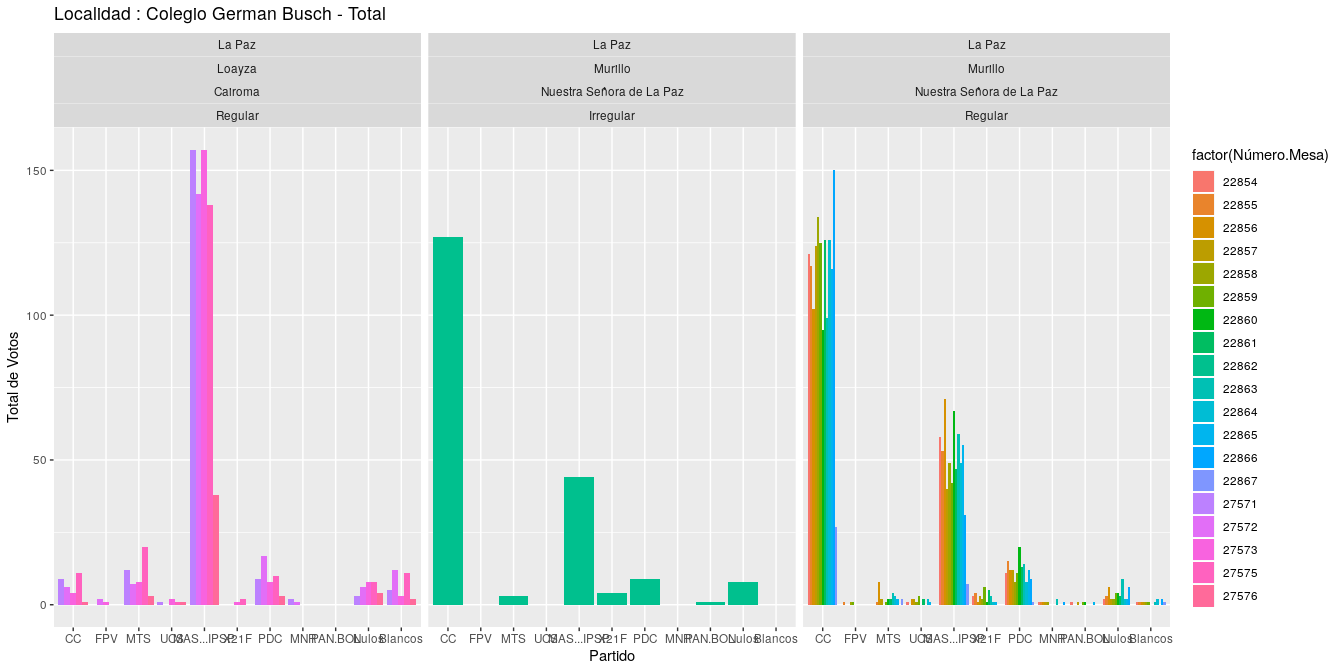 Localidad : Colegio German Busch - Total
La Paz
Loayza
Cairoma
Regular
La Paz
Murillo
Nuestra Señora de La Paz
Irregular
La Paz
Murillo
Nuestra Señora de La Paz
Regular
Total de Votos
150
100
50
0
CC FPV MTS UCS MAS...IPSP X21F PDC MNR PAN.BOL Nulos Blancos
CC FPV MTS UCS MAS...IPSP X21F PDC MNR PAN.BOL Nulos Blancos
CC FPV MTS UCS MAS...IPSP X21F PDC MNR PAN.BOL Nulos Blancos
Partido
factor(Número.Mesa)
22854
22855
22856
22857
22858
22859
22860
22861
22862
22863
22864
22865
22866
22867
27571
27572
27573
27575
27576